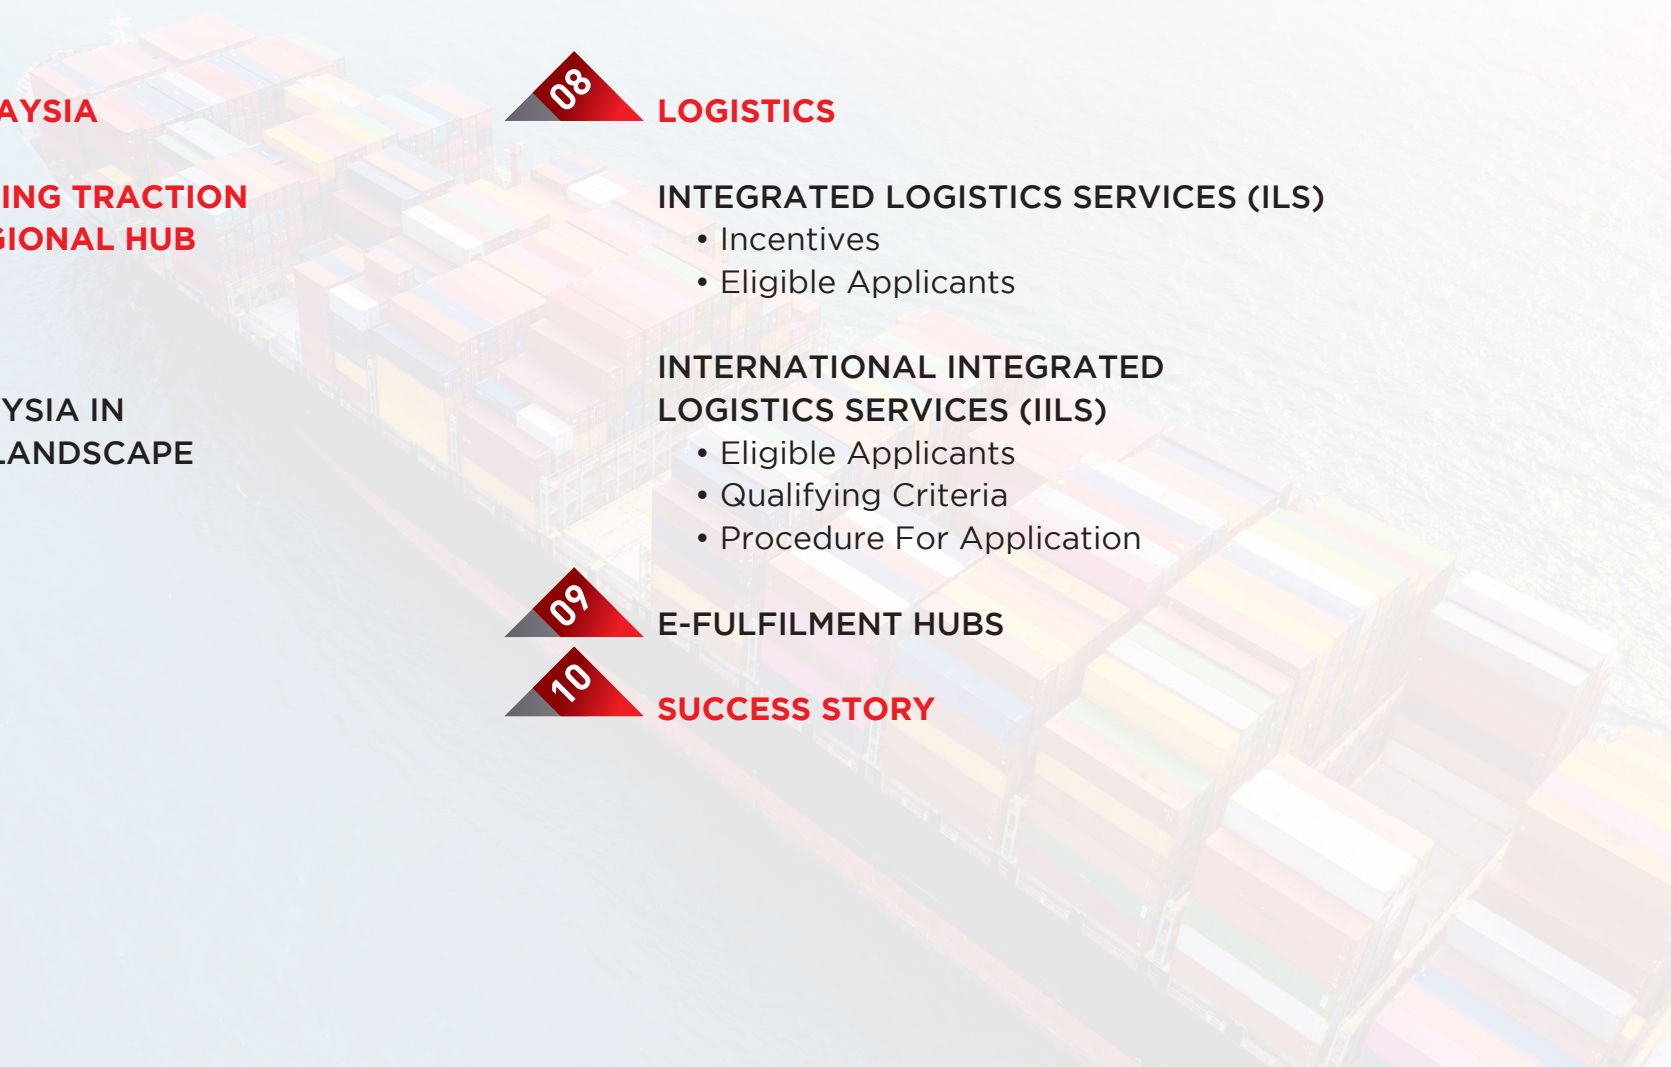 AYSIA
ING TRACTION
GIONAL HUB
YSIA IN
LANDSCAPE
08
LOGISTICS
INTEGRATED LOGISTICS SERVICES (ILS)
• Incentives
• Eligible Applicants
INTERNATIONAL INTEGRATED
LOGISTICS SERVICES (IILS)
• Eligible Applicants
• Qualifying Criteria
• Procedure For Application
09
E-FULFILMENT HUBS
10
SUCCESS STORY